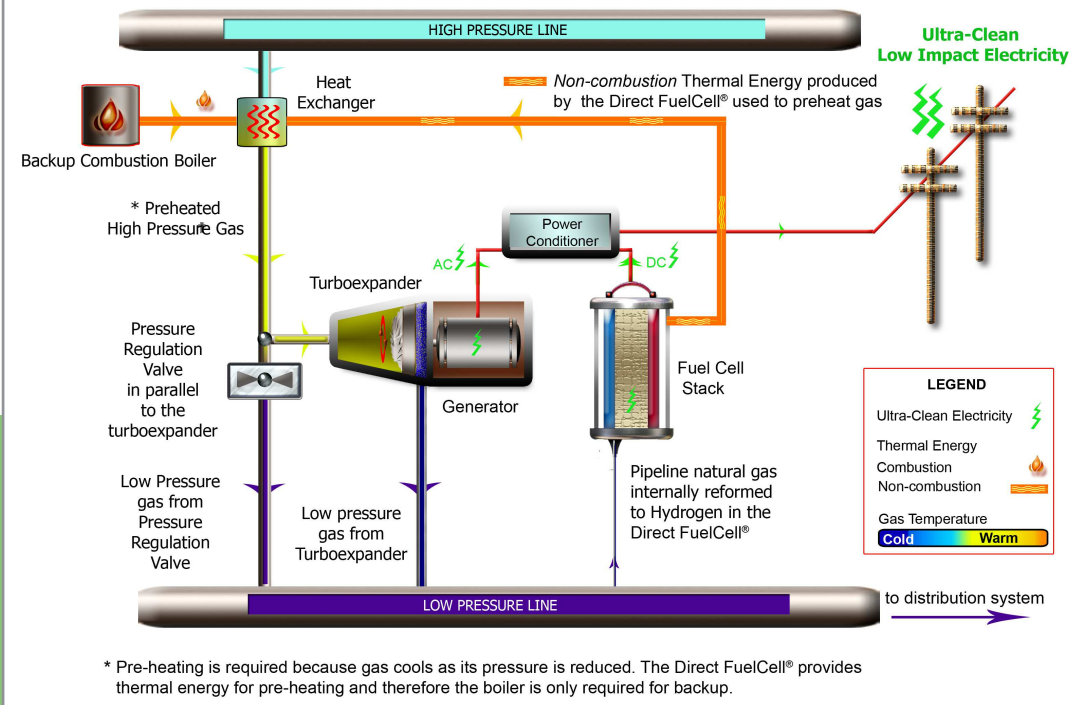 HIGH PRESSURE LINE
Ultra-Clean
Low Impact Electricity
Heat
Exchanger
Non-combustion Thermal Energy produced
by the Direct FuelCell® used to preheat gas
Backup Combustion Boiler
* Preheated
High Pressure Gas
Power
Conditioner
AC
DC
Turboexpander
Pressure
Regulation
Valve
in parallel
to the
turboexpander
Generator
Fuel Cell
Stack
LEGEND
Ultra-Clean Electricity
Thermal Energy
Combustion
Non-combustion
Gas Temperature
Cold Warm
Low Pressure
gas from
Pressure
Regulation
Valve
Low pressure
gas from
Turboexpander
Pipeline natural gas
internally reformed
to Hydrogen in the
Direct FuelCell®
LOW PRESSURE LINE
to distribution system
* Pre-heating is required because gas cools as its pressure is reduced. The Direct FuelCell® provides
thermal energy for pre-heating and therefore the boiler is only required for backup.